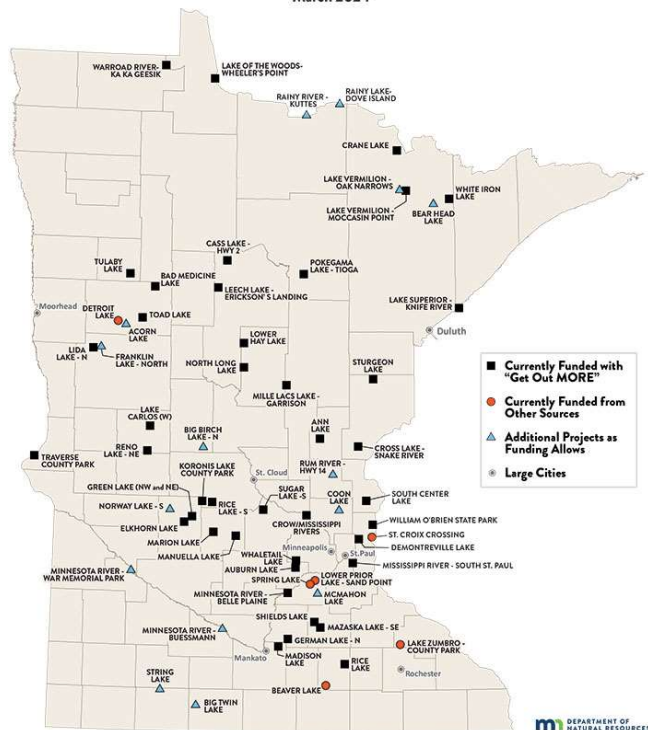 March 2024
WARROAD RIVER-
KA KA GEESIK
LAKE OF THE WOODS-
WHEELER'S POINT
RAINY RIVER -
KUTTES
RAINY LAKE-
DOVE ISLAND
CRANE LAKE
LAKE VERMILION -
OAK NARROWS
LAKE VERMILION -
MOCCASIN POINT
WHITE IRON
LAKE
BEAR HEAD
LAKE
CASS LAKE -
HWY 2
TULABY
LAKE
BAD MEDICINE
LAKE
POKEGAMA
LAKE - TIOGA
LEECH LAKE -
ERICKSON'S LANDING
LAKE SUPERIOR -
KNIFE RIVER
Moorhead
DETROIT
LAKE
TOAD LAKE
ACORN
LAKE
Duluth
LIDA
LAKE - N
FRANKLIN
LAKE - NORTH
LOWER
HAY LAKE
NORTH LONG
LAKE
STURGEON
LAKE
MILLE LACS LAKE -
GARRISON
Currently Funded with
"Get Out MORE"
Currently Funded from
Other Sources
Additional Projects as
Funding Allows
Large Cities
LAKE
CARLOS (W)
BIG BIRCH
LAKE - N
ANN
LAKE
RENO
LAKE - NE
CROSS LAKE -
SNAKE RIVER
TRAVERSE
COUNTY PARK
KORONIS LAKE
COUNTY PARK
St. Cloud
RUM RIVER -
HWY 14
GREEN LAKE (NW and NE)
NORWAY LAKE - S
RICE
LAKE - S
SUGAR
LAKE -S
COON
LAKE
SOUTH CENTER
LAKE
ELKHORN LAKE
CROW/MISSISSIPPI
RIVERS
WILLIAM O'BRIEN STATE PARK
MARION LAKE
ST. CROIX CROSSING
MANUELLA LAKE
Minneapolis
St.Paul
DEMONTREVILLE LAKE
WHALETAIL
LAKE
AUBURN LAKE
MISSISSIPPI RIVER - SOUTH ST. PAUL
MINNESOTA RIVER -
WAR MEMORIAL PARK
SPRING LAKE
LOWER PRIOR
LAKE - SAND POINT
MINNESOTA RIVER -
BELLE PLAINE
MCMAHON
LAKE
SHIELDS LAKE
MAZASKA LAKE - SE
MINNESOTA RIVER -
BUESSMANN
GERMAN LAKE - N
LAKE ZUMBRO -
COUNTY PARK
Mankato
MADISON
LAKE
RICE
LAKE
Rochester
STRING
LAKE
BEAVER LAKE
BIG TWIN
LAKE
DEPARTMENT OF
NATURAL RESOURCES